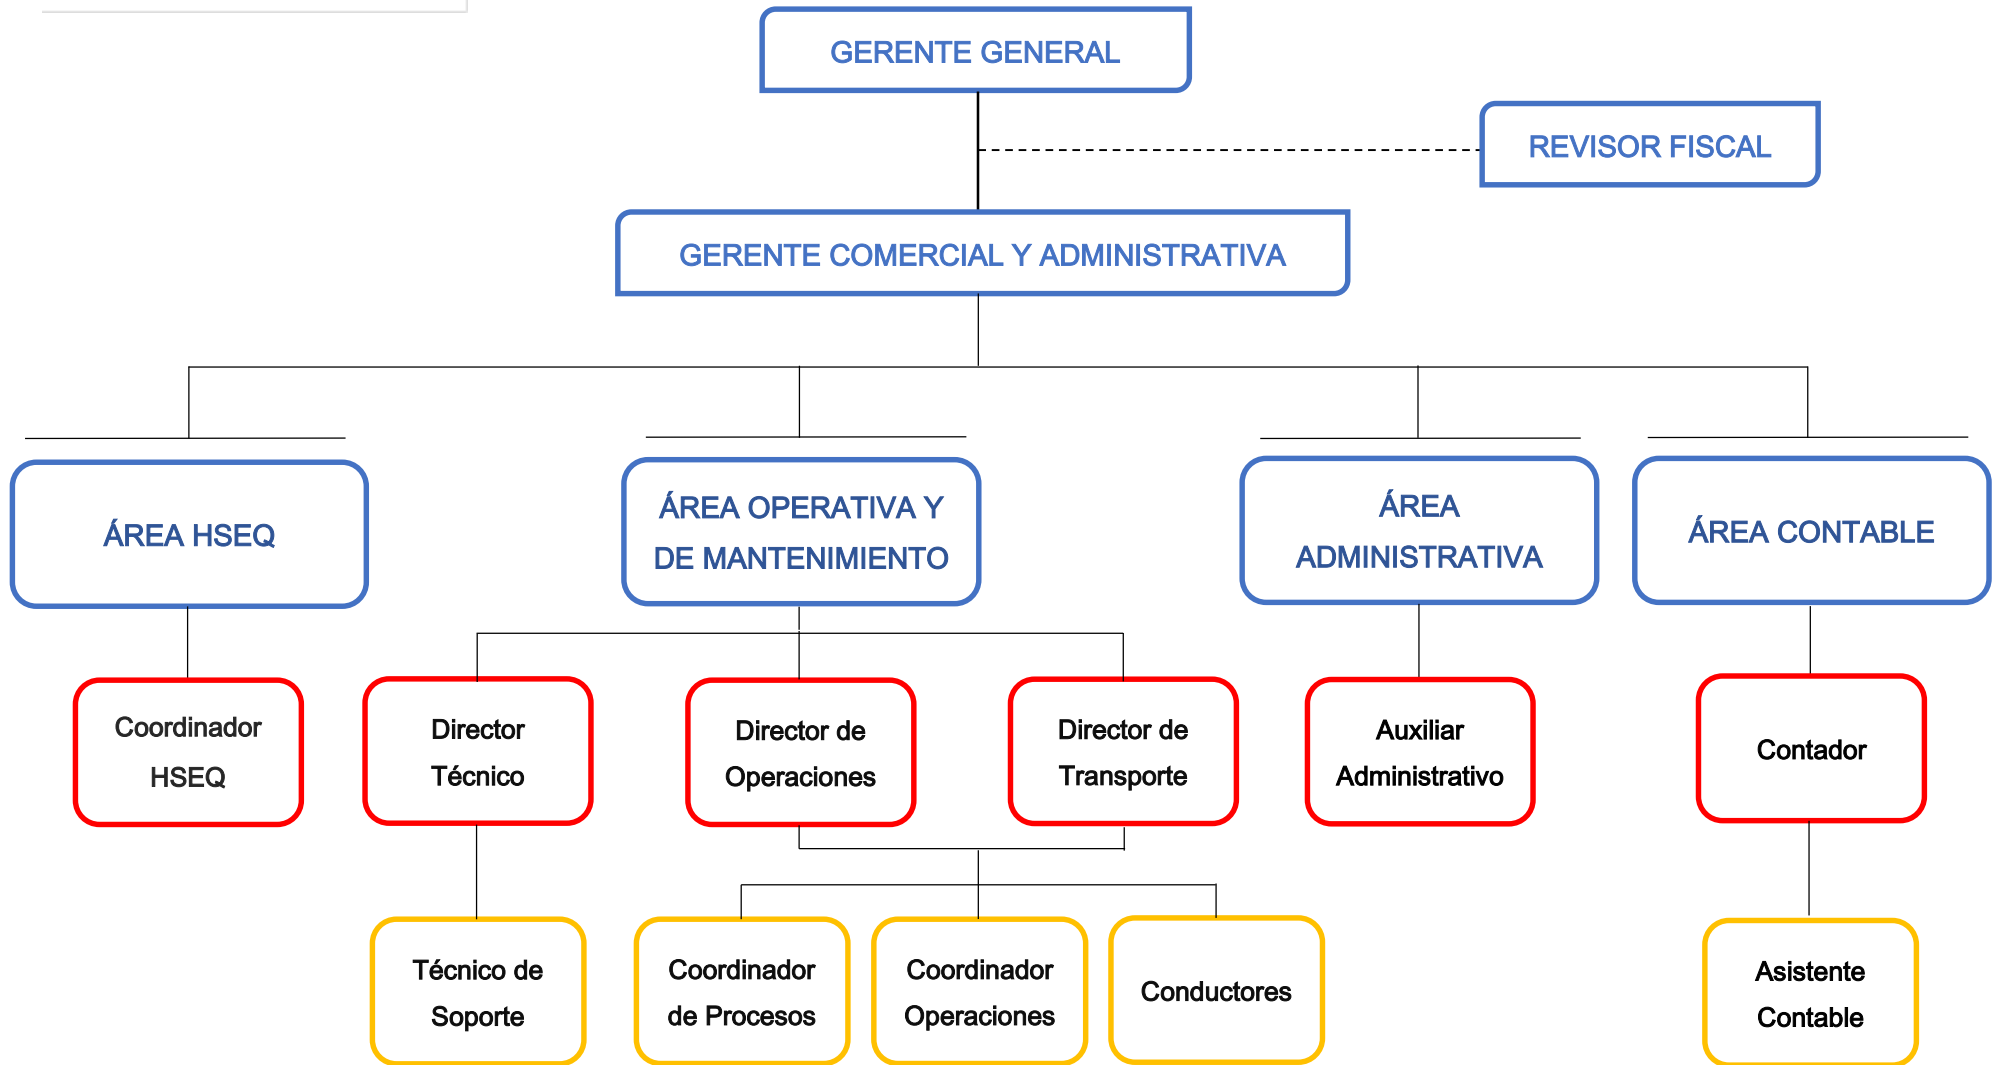 GERENTE GENERAL
REVISOR FISCAL
GERENTE COMERCIAL Y ADMINISTRATIVA
ÁREA HSEQ
ÁREA OPERATIVA Y
DE MANTENIMIENTO
ÁREA
ADMINISTRATIVA
ÁREA CONTABLE
Coordinador
HSEQ
Director
Técnico
Director de
Operaciones
Director de
Transporte
Auxiliar
Administrativo
Contador
Técnico de
Soporte
Coordinador
de Procesos
Coordinador
Operaciones
Conductores
Asistente
Contable